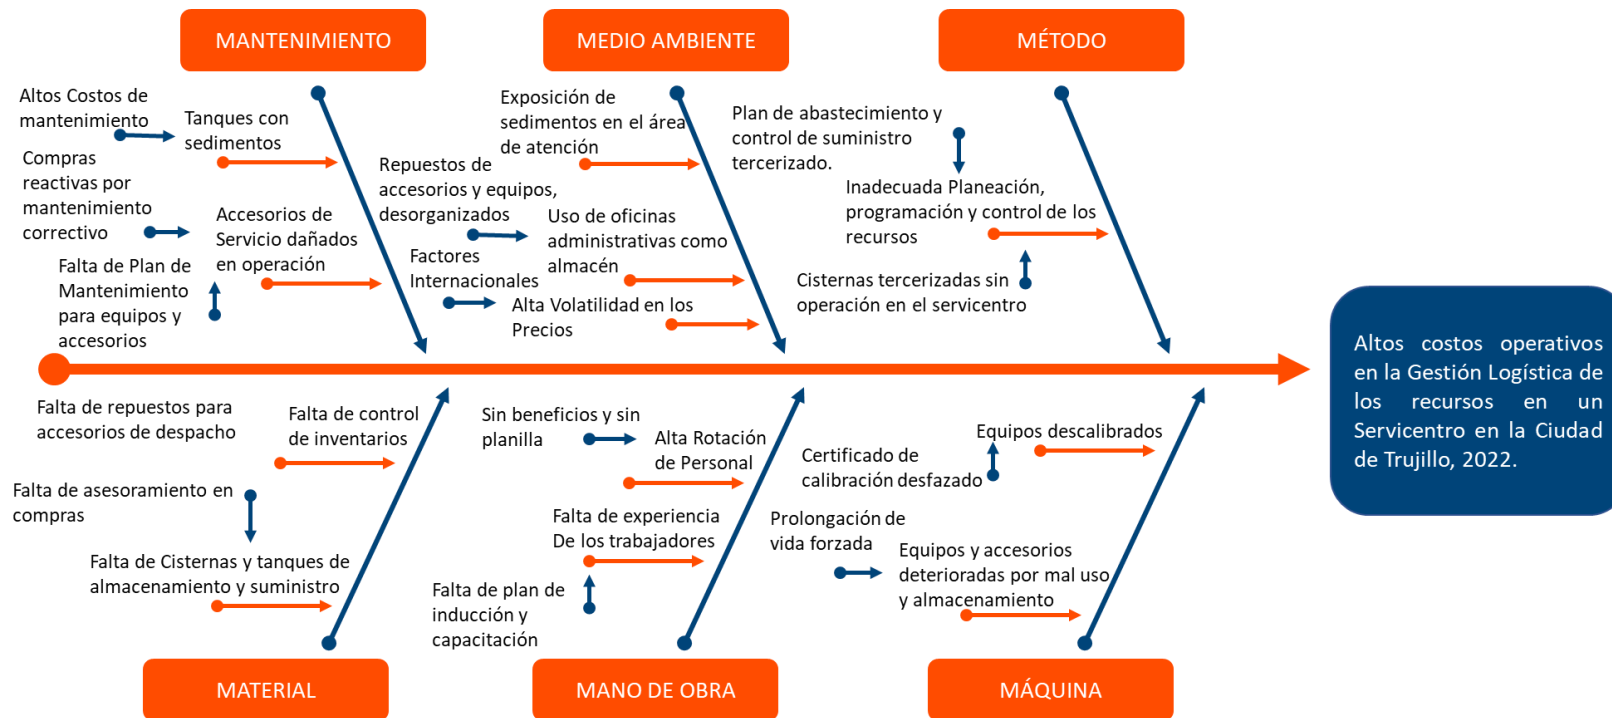 MANTENIMIENTO
MEDIO AMBIENTE
MÉTODO
Altos Costos de
mantenimiento
Tanques con
sedimentos
Compras
reactivas por
mantenimiento
correctivo
Accesorios de
Servicio dañados
en operación
Falta de Plan de
Mantenimiento
para equipos y
accesorios
Exposición de
sedimentos en el área
de atención
Repuestos de
accesorios y equipos,
desorganizados
Uso de oficinas
administrativas como
almacén
Factores
Internacionales
Alta Volatilidad en los
Precios
Plan de abastecimiento y
control de suministro
tercerizado.
Inadecuada Planeación,
programación y control de los
recursos
Cisternas tercerizadas sin
operación en el servicentro
Altos costos operativos
en la Gestión Logística de
los recursos en un
Servicentro en la Ciudad
de Trujillo, 2022.
Falta de repuestos para
accesorios de despacho
Falta de control
de inventarios
Falta de asesoramiento en
compras
Falta de Cisternas y tanques de
almacenamiento y suministro
Sin beneficios y sin
planilla
Alta Rotación
de Personal
Falta de experiencia
De los trabajadores
Falta de plan de
inducción y
capacitación
Equipos descalibrados
Certificado de
calibración desfazado
Prolongación de
vida forzada
Equipos y accesorios
deterioradas por mal uso
y almacenamiento
MATERIAL
MANO DE OBRA
MÁQUINA